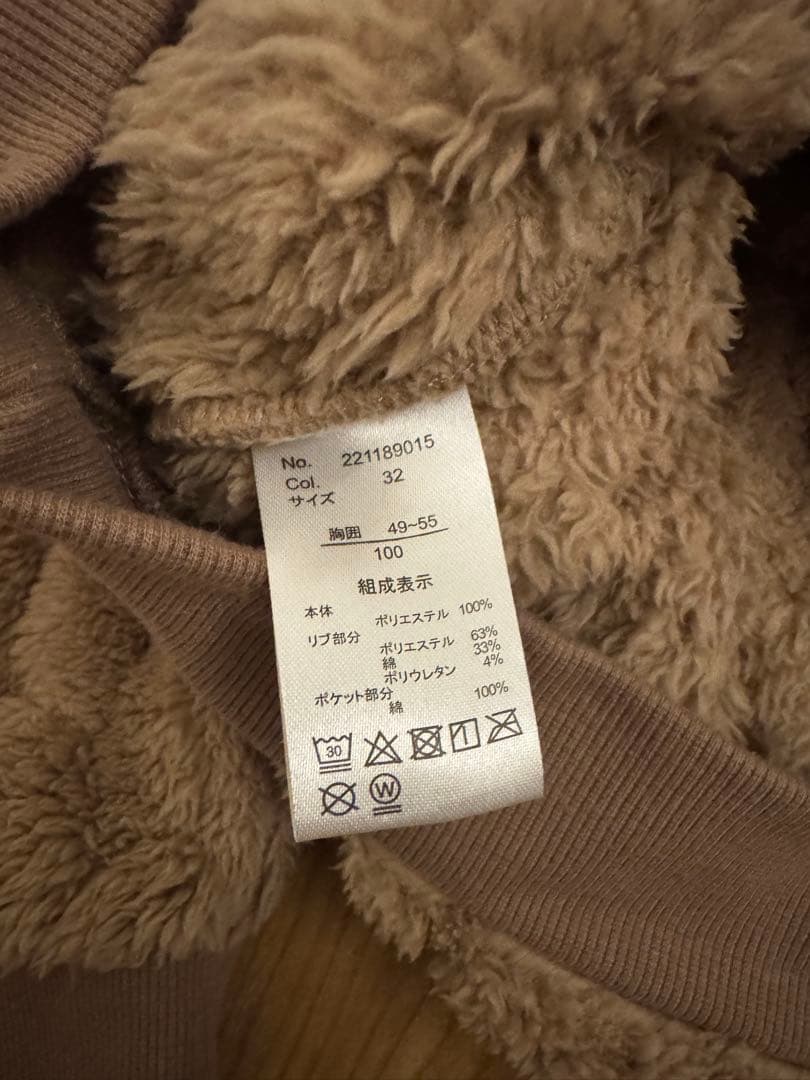 No. 221189015
Col. 32
サイズ
胸囲 49~55
100
組成表示
本体 ポリエステル 100%
リブ部分 ポリエステル 63%
綿 33%
ポリウレタン 4%
ポケット部分
綿 100%
30
W